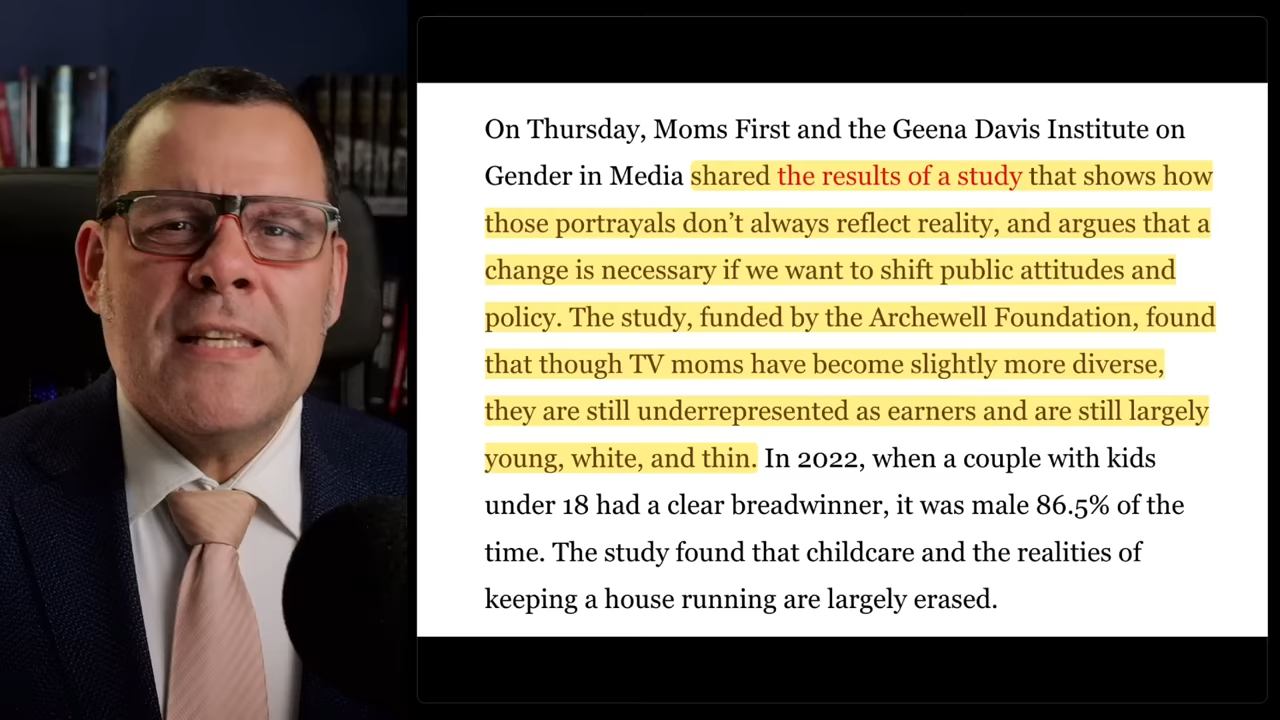 On Thursday, Moms First and the Geena Davis Institute on
Gender in Media shared the results of a study that shows how
those portrayals don’t always reflect reality, and argues that a
change is necessary if we want to shift public attitudes and
policy. The study, funded by the Archewell Foundation, found
that though TV moms have become slightly more diverse,
they are still underrepresented as earners and are still largely
young, white, and thin. In 2022, when a couple with kids
under 18 had a clear breadwinner, it was male 86.5% of the
time. The study found that childcare and the realities of
keeping a house running are largely erased.